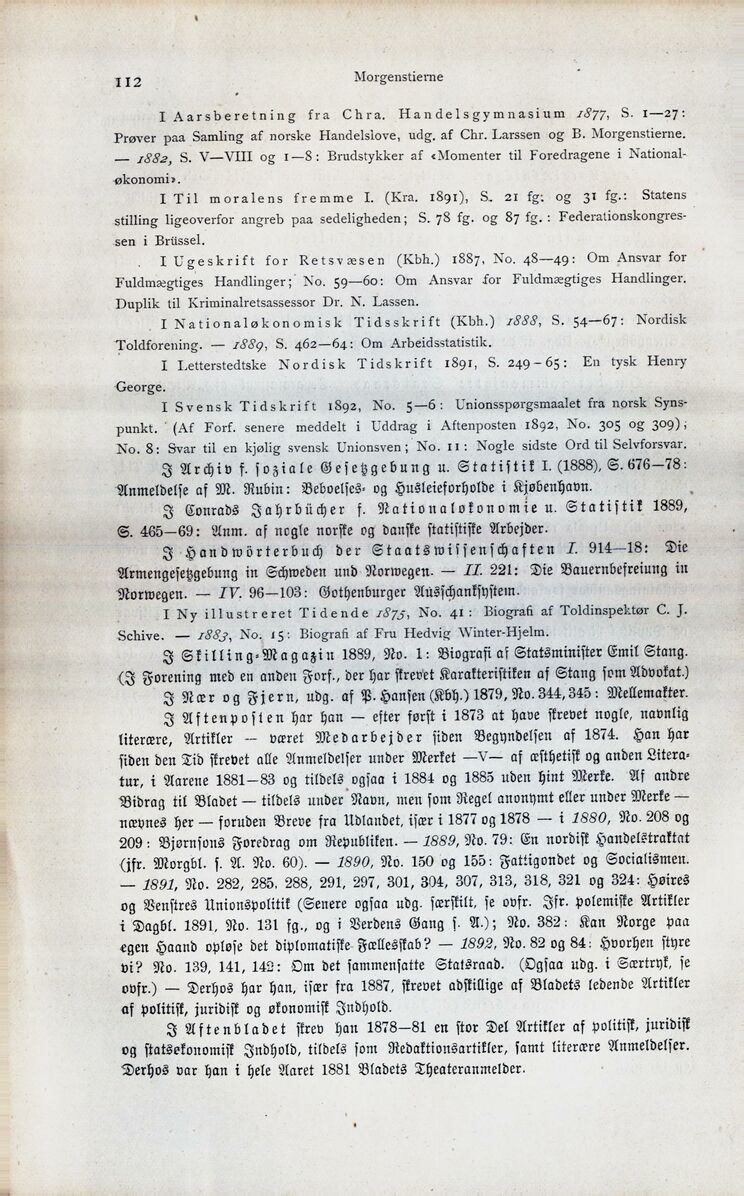 112
Morgenstierne
I Aarsberetning fra Chra. Handelsgymnasium 1877, S. 1—27:
Prøver paa Samling af norske Handelslove, udg. af Chr. Larssen og B. Morgenstierne.
— 1882, S. V—VIII og 1—8: Brudstykker af «Momenter til Foredragene i National-
økonomi».
I Til moralens fremme I. (Kra. 1891), S. 21 fg. og 31 fg.: Statens
stilling ligeoverfor angreb paa sedeligheden; S. 78 fg. og 87 fg.: Federationskongres-
sen i Brüssel.
I Ugeskrift for Retsvæsen (Kbh.) 1887, No. 48—49: Om Ansvar for
Fuldmægtiges Handlinger; No. 59—60: Om Ansvar for Fuldmægtiges Handlinger.
Duplik til Kriminalretsassessor Dr. N. Lassen.
I Nationaløkonomisk Tidsskrift (Kbh.) 1888, S. 54—67: Nordisk
Toldforening. — 1889, S. 462—64: Om Arbeidsstatistik.
I Letterstedtske Nordisk Tidskrift 1891, S. 249-65: En tysk Henry
George.
I Svensk Tidskrift 1892, No. 5—6: Unionsspørgsmaalet fra norsk Syns-
punkt. (Af Forf. senere meddelt i Uddrag i Aftenposten 1892, No. 305 og 309);
No. 8: Svar til en kjølig svensk Unionsven; No. 11: Nogle sidste Ord til Selvforsvar.
I Archiv f. soziale Gesetzgebung u. Statistik I. (1888), S. 676—78:
Anmeldelse af M. Rubin: Beboelses- og Husleieforholde i Kjøbenhavn.
I Conrads Jahrbücher f. Nationalokonomie u. Statistik 1889,
S. 465—69: Anm. af nogle norske og danske statistiske Arbejder.
I Handwörterbuch der Staatswissenschaften I. 914—18: Die
Armengesetzgebung in Schweden und Norwegen. — II. 221: Die Bauernbefreiung in
Norwegen. — IV. 96—103: Gothenburger Ausschanksystem.
I Ny illustreret Tidende 1875, No. 41: Biografi af Toldinspektør C. J.
Schive. — 1883, No. 15: Biografi af Fru Hedvig Winter-Hjelm.
I Skilling-Magazin 1889, No. 1: Biografi af Statsminister Emil Stang.
(I Forening med en anden Forf., der har skrevet Karakteristiken af Stang som Advokat.)
I Nær og Fjern, udg. af P. Hansen (Kbh.) 1879, No. 344, 345: Mellemakter.
I Aftenposten har han — efter først i 1873 at have skrevet nogle, navnlig
literære, Artikler — været Medarbejder siden Begyndelsen af 1874. Han har
siden den Tid skrevet alle Anmeldelser under Merket —V— af æsthetisk og anden Litera-
tur, i Aarene 1881—83 og tildels ogsaa i 1884 og 1885 uden hint Merke. Af andre
Bidrag til Bladet — tildels under Navn, men som Regel anonymt eller under Merke —
nævnes her — foruden Breve fra Udlandet, især i 1877 og 1878 — i 1880, No. 208 og
209: Bjørnsons Foredrag om Republiken. — 1889, No. 79: En nordisk Handelstraktat
(jfr. Morgbl. s. A. No. 60). — 1890, No. 150 og 155: Fattigondet og Socialismen.
— 1891, No. 282, 285, 288, 291, 297, 301, 304, 307, 313, 318, 321 og 324: Høires
og Venstres Unionspolitik (Senere ogsaa udg. særskilt, se ovfr. Jfr. polemiske Artikler
i Dagbl. 1891, No. 131 fg., og i Verdens Gang s. A.); No. 382: Kan Norge paa
egen Haand opløse det diplomatiske Fællesskab? — 1892, No. 82 og 84: Hvorhen styre
vi? No. 139, 141, 142: Om det sammensatte Statsraad. (Ogsaa udg. i Særtryk, se
ovfr.) — Derhos har han, især fra 1887, skrevet adskillige af Bladets ledende Artikler
af politisk, juridisk og økonomisk Indhold.
I Aftenbladet skrev han 1878—81 en stor Del Artikler af politisk, juridisk
og statsøkonomisk Indhold, tildels som Redaktionsartikler, samt literære Anmeldelser.
Derhos var han i hele Aaret 1881 Bladets Theateranmelder.